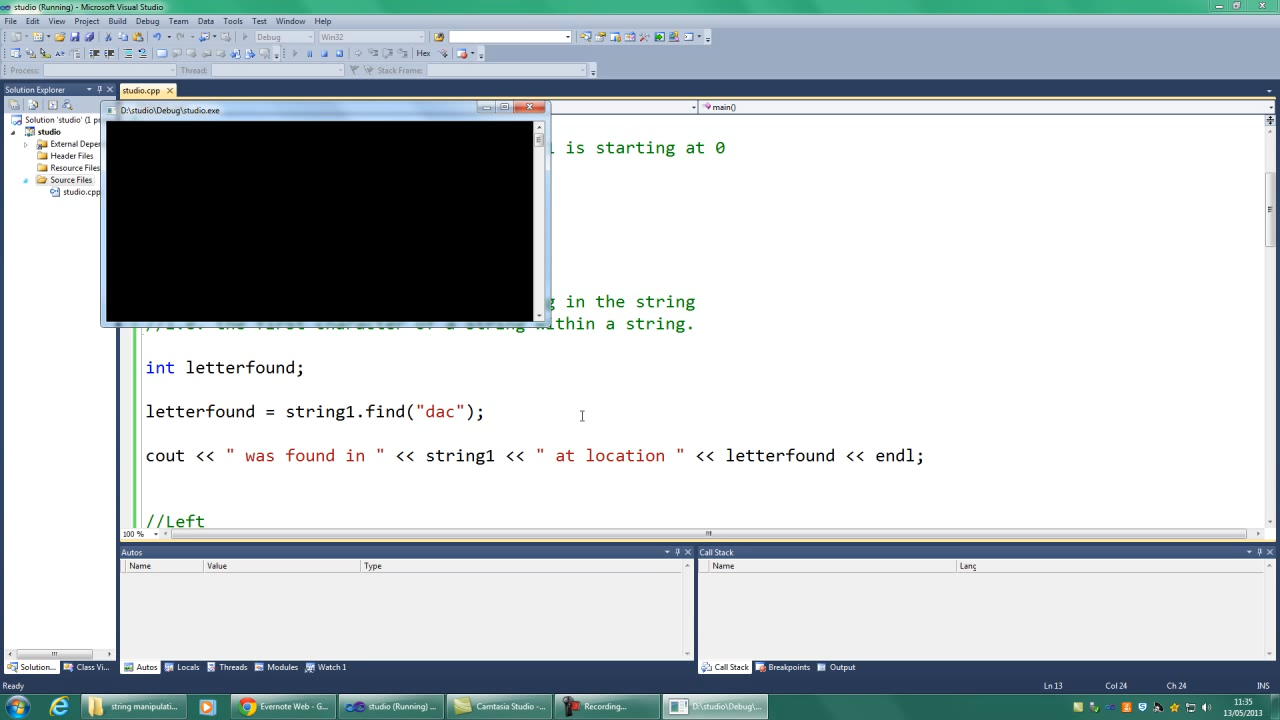 studio (Running) - Microsoft Visual Studio
File Edit View Project Build Debug Team Data Tools Test Window Help
Debug Win32
Hex
Process: Thread: Stack Frame:
Solution Explorer
studio.cpp
D:\studio\Debug\studio.exe
main()
Solution 'studio' (1 p
studio
External Depe
Header Files
Resource Files
Source Files
studio.cpp
is starting at 0
g in the string
within a string.
int letterfound;
letterfound = string1.find("dac");
cout << " was found in " << string1 << " at location " << letterfound << endl;
//Left
100 %
Autos
Name Value Type
Call Stack
Name Lang
Solution... Class Vi...
Autos Locals Threads Modules Watch 1
Call Stack Breakpoints Output
Ready
Ln 13 Col 24 Ch 24 INS
string manipulati...
Evernote Web - G...
studio (Running) ...
Camtasia Studio -...
Recording...
D:\studio\Debug\...
11:35
13/05/2013